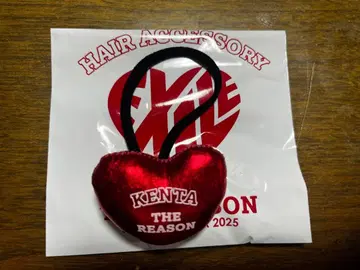 HAIR ACCESSORY
EXILE
KENTA
THE
REASON
SON
2025